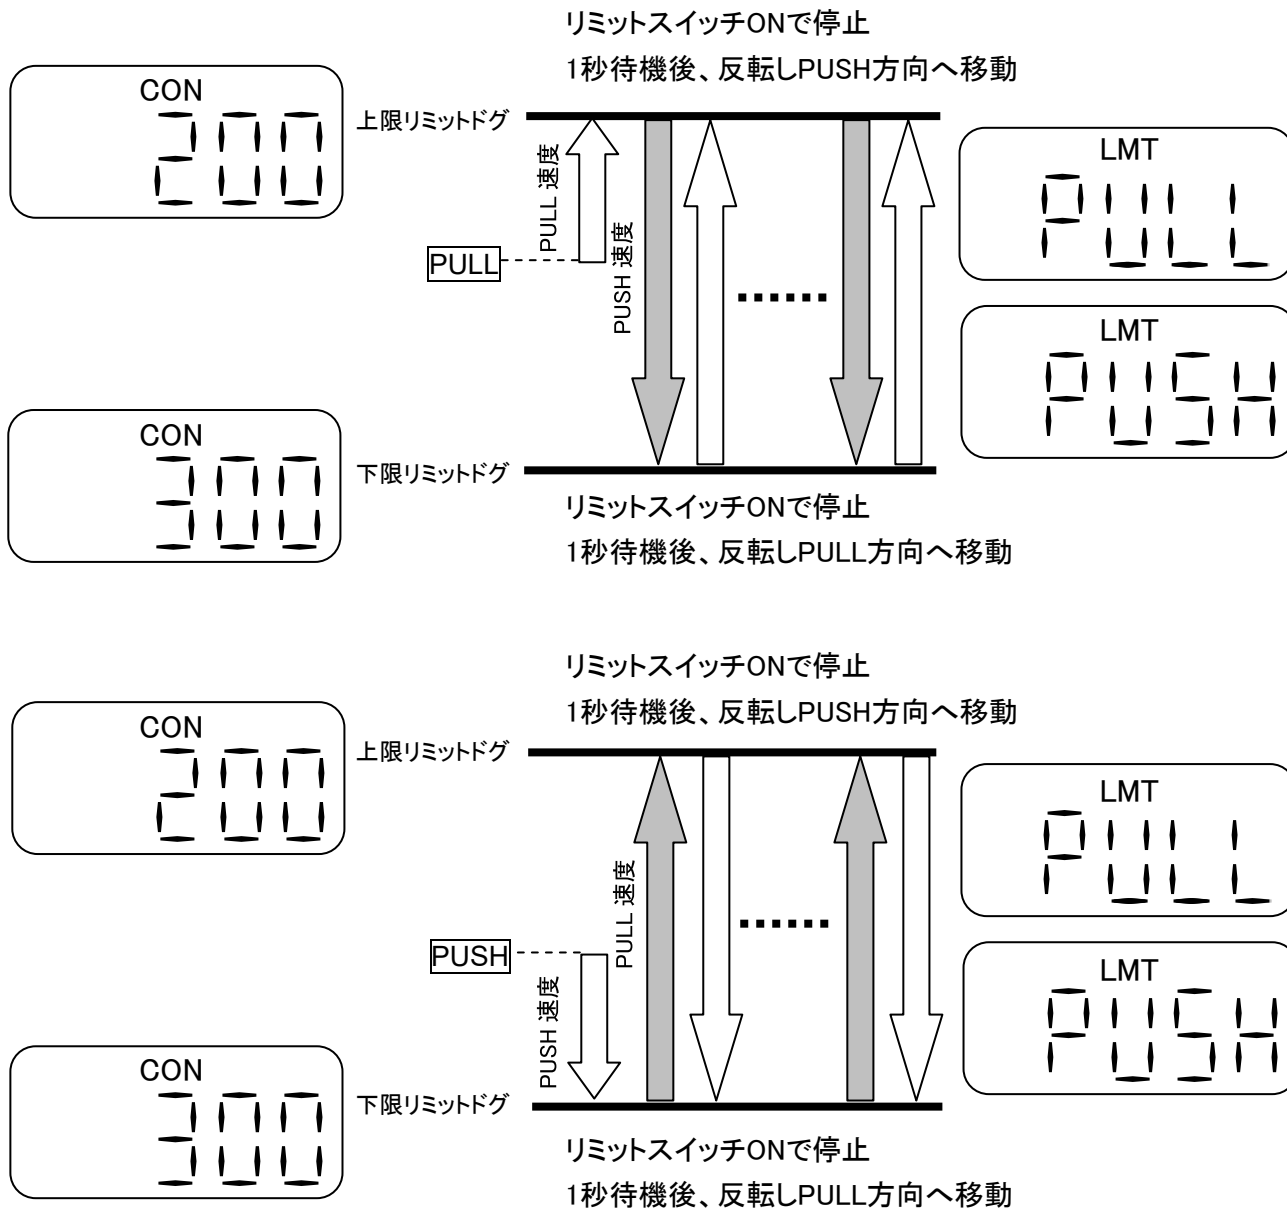 リミットスイッチONで停止
1秒待機後、反転しPUSH方向へ移動
CON
200
上限リミットドグ
PULL 速度
PUSH 速度
PULL
LMT
PULL
LMT
PUSH
CON
300
下限リミットドグ
リミットスイッチONで停止
1秒待機後、反転しPULL方向へ移動
リミットスイッチONで停止
1秒待機後、反転しPUSH方向へ移動
CON
200
上限リミットドグ
PULL 速度
PUSH
PUSH 速度
LMT
PULL
LMT
PUSH
CON
300
下限リミットドグ
リミットスイッチONで停止
1秒待機後、反転しPULL方向へ移動